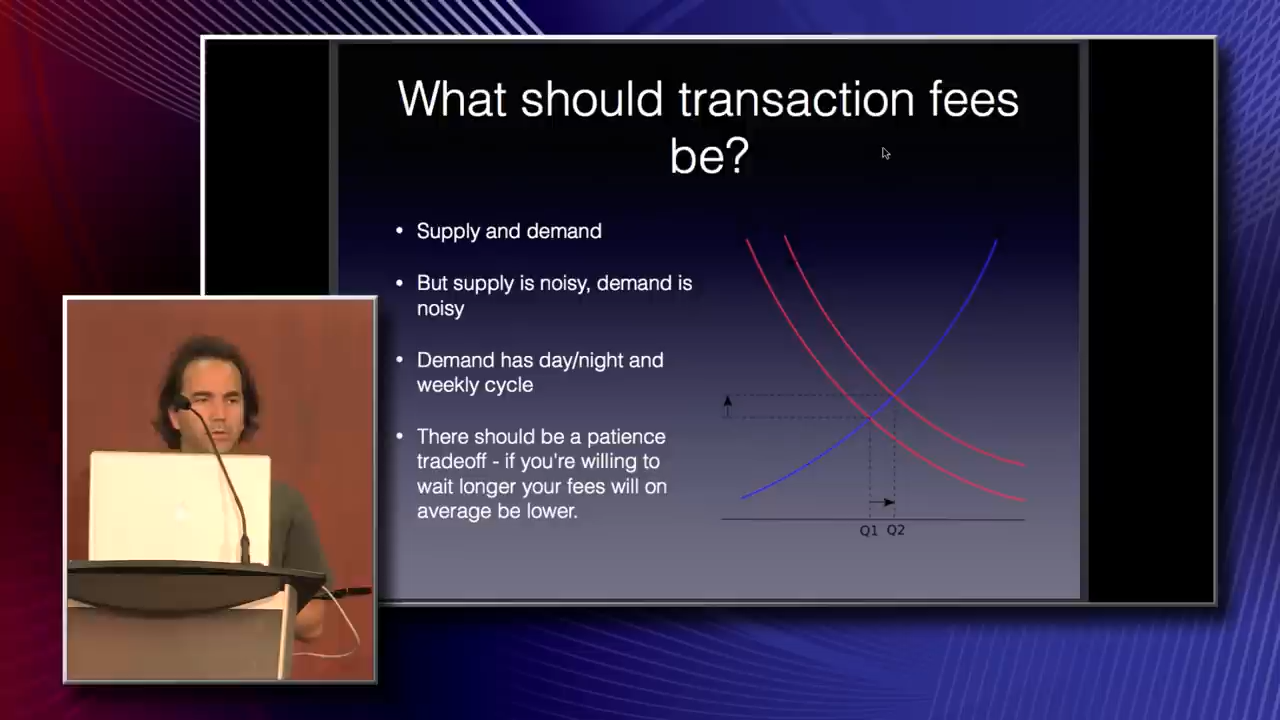 What should transaction fees
be?
• Supply and demand
• But supply is noisy, demand is
noisy
• Demand has day/night and
weekly cycle
• There should be a patience
tradeoff - if you're willing to
wait longer your fees will on
average be lower.
Q1 Q2